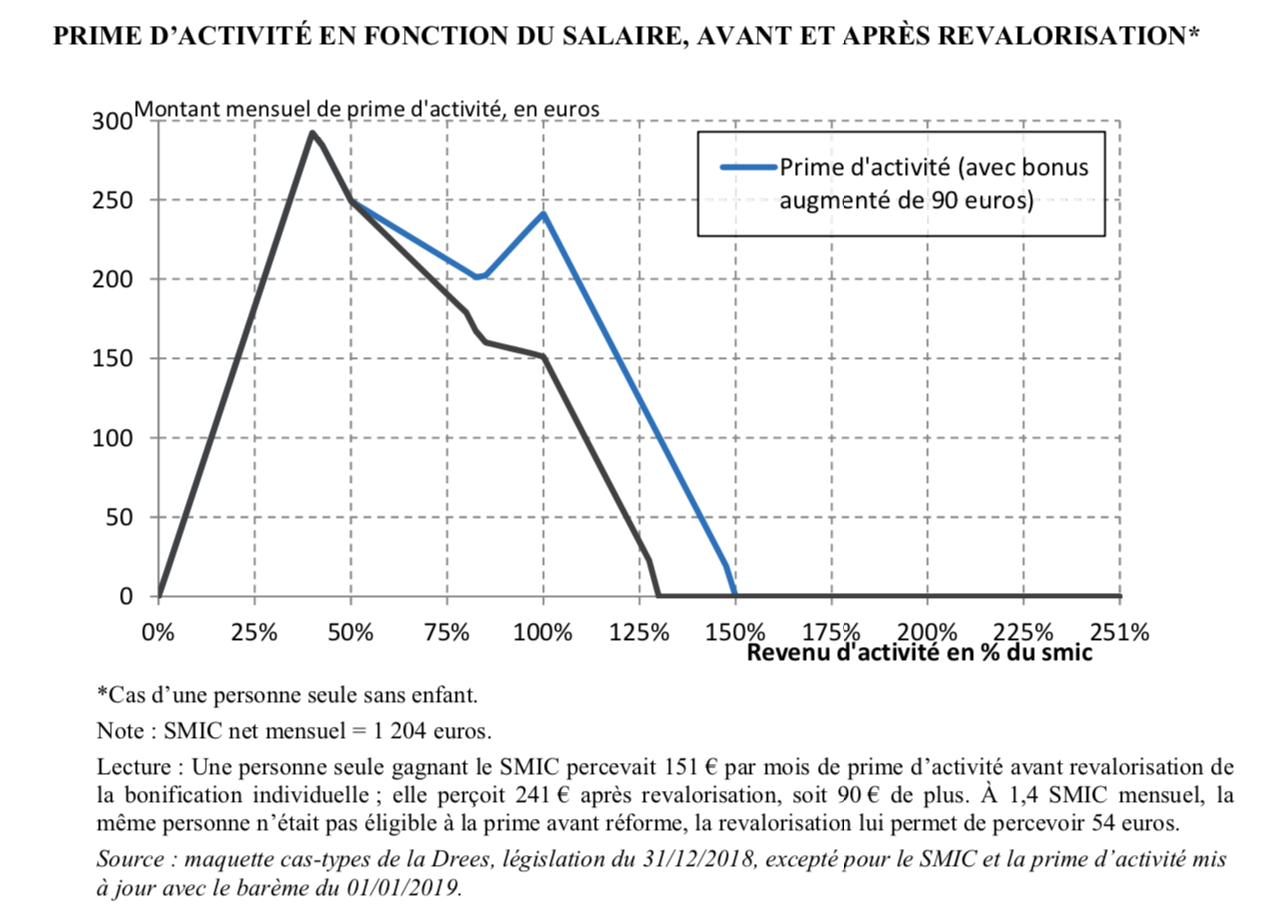 PRIME D’ACTIVITÉ EN FONCTION DU SALAIRE, AVANT ET APRÈS REVALORISATION*
Montant mensuel de prime d'activité, en euros
300
250
200
150
100
50
0
Prime d'activité (avec bonus
augmenté de 90 euros)
0% 25% 50% 75% 100% 125% 150% 175% 200% 225% 251%
Revenu d'activité en % du smic
*Cas d’une personne seule sans enfant.
Note : SMIC net mensuel = 1 204 euros.
Lecture : Une personne seule gagnant le SMIC percevait 151 € par mois de prime d’activité avant revalorisation de
la bonification individuelle ; elle perçoit 241 € après revalorisation, soit 90 € de plus. À 1,4 SMIC mensuel, la
même personne n’était pas éligible à la prime avant réforme, la revalorisation lui permet de percevoir 54 euros.
Source : maquette cas-types de la Drees, législation du 31/12/2018, excepté pour le SMIC et la prime d’activité mis
à jour avec le barème du 01/01/2019.